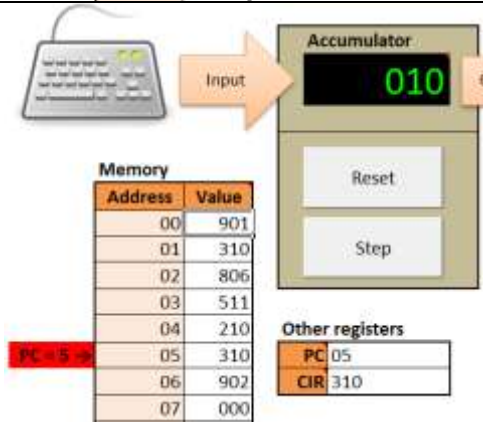 Accumulator
Input
010
Reset
Step
Memory
Address Value
00 901
01 310
02 806
03 511
04 210
PC = 5 → 05 310
06 902
07 000
Other registers
PC 05
CIR 310